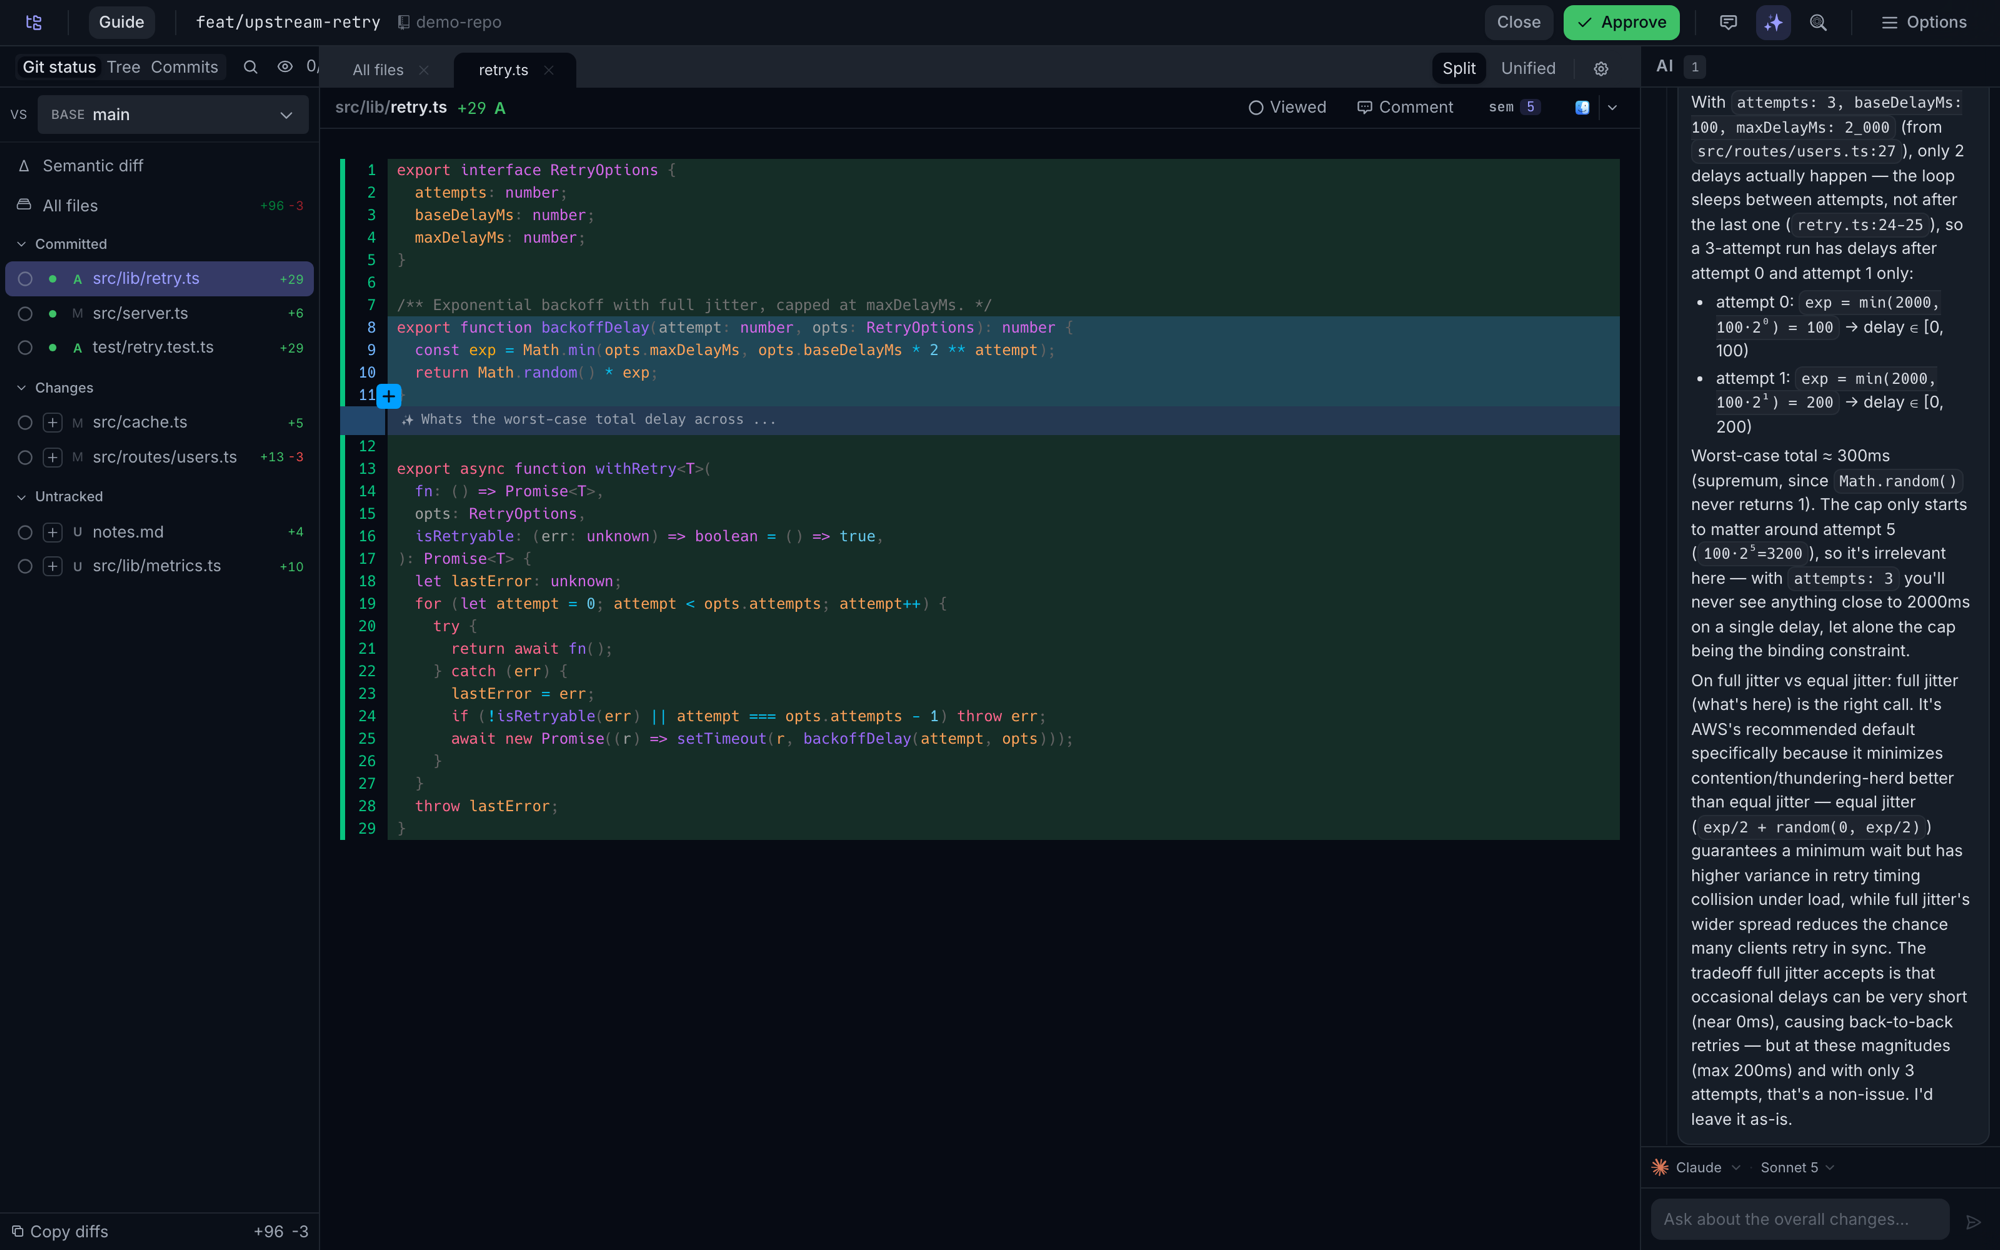 Guide
feat/upstream-retry
demo-repo
Close
Approve
Options
Git status
Tree
Commits
0/
VS
BASE main
Semantic diff
All files +96 -3
Committed
A src/lib/retry.ts +29
M src/server.ts +6
A test/retry.test.ts +29
Changes
M src/cache.ts +5
M src/routes/users.ts +13 -3
Untracked
U notes.md +4
U src/lib/metrics.ts +10
Copy diffs +96 -3
All files
retry.ts
Split
Unified
src/lib/retry.ts +29 A
Viewed
Comment
sem 5
1 export interface RetryOptions {
2 attempts: number;
3 baseDelayMs: number;
4 maxDelayMs: number;
5 }
6
7 /** Exponential backoff with full jitter, capped at maxDelayMs. */
8 export function backoffDelay(attempt: number, opts: RetryOptions): number {
9 const exp = Math.min(opts.maxDelayMs, opts.baseDelayMs * 2 ** attempt);
10 return Math.random() * exp;
11
Whats the worst-case total delay across ...
12
13 export async function withRetry<T>(
14 fn: () => Promise<T>,
15 opts: RetryOptions,
16 isRetryable: (err: unknown) => boolean = () => true,
17 ): Promise<T> {
18 let lastError: unknown;
19 for (let attempt = 0; attempt < opts.attempts; attempt++) {
20 try {
21 return await fn();
22 } catch (err) {
23 lastError = err;
24 if (!isRetryable(err) || attempt === opts.attempts - 1) throw err;
25 await new Promise((r) => setTimeout(r, backoffDelay(attempt, opts)));
26 }
27 }
28 throw lastError;
29 }
AI 1
With attempts: 3, baseDelayMs:
100, maxDelayMs: 2_000 (from
src/routes/users.ts:27), only 2
delays actually happen — the loop
sleeps between attempts, not after
the last one (retry.ts:24-25), so
a 3-attempt run has delays after
attempt 0 and attempt 1 only:
• attempt 0: exp = min(2000,
100·2⁰) = 100 → delay ∈ [0,
100)
• attempt 1: exp = min(2000,
100·2¹) = 200 → delay ∈ [0,
200)
Worst-case total ≈ 300ms
(supremum, since Math.random()
never returns 1). The cap only starts
to matter around attempt 5
(100·2⁵=3200), so it's irrelevant
here — with attempts: 3 you'll
never see anything close to 2000ms
on a single delay, let alone the cap
being the binding constraint.
On full jitter vs equal jitter: full jitter
(what's here) is the right call. It's
AWS's recommended default
specifically because it minimizes
contention/thundering-herd better
than equal jitter — equal jitter
(exp/2 + random(0, exp/2))
guarantees a minimum wait but has
higher variance in retry timing
collision under load, while full jitter's
wider spread reduces the chance
many clients retry in sync. The
tradeoff full jitter accepts is that
occasional delays can be very short
(near 0ms), causing back-to-back
retries — but at these magnitudes
(max 200ms) and with only 3
attempts, that's a non-issue. I'd
leave it as-is.
Claude
Sonnet 5
Ask about the overall changes...